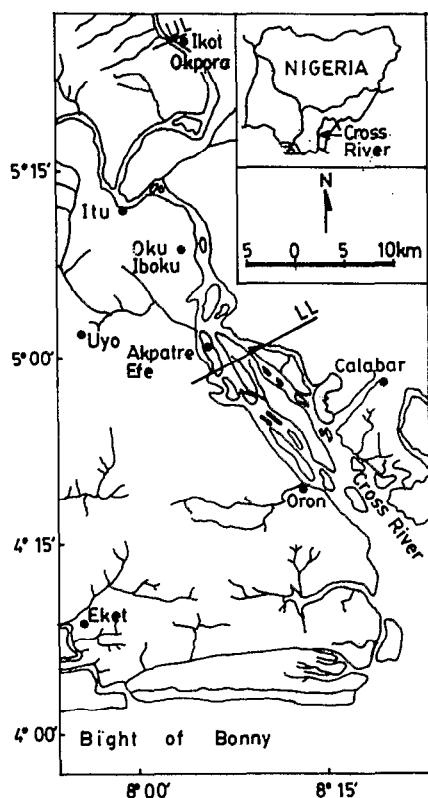 UL
Ikot
Okpora
NIGERIA
Cross
River
5°15'
N
Itu
5 0 5 10km
Oku
Iboku
LL
5°00'
Uyo
Akpatre
Efe
Calabar
Cross River
Oron
4°15'
Eket
4°00'
Bight of Bonny
8°00'
8°15'